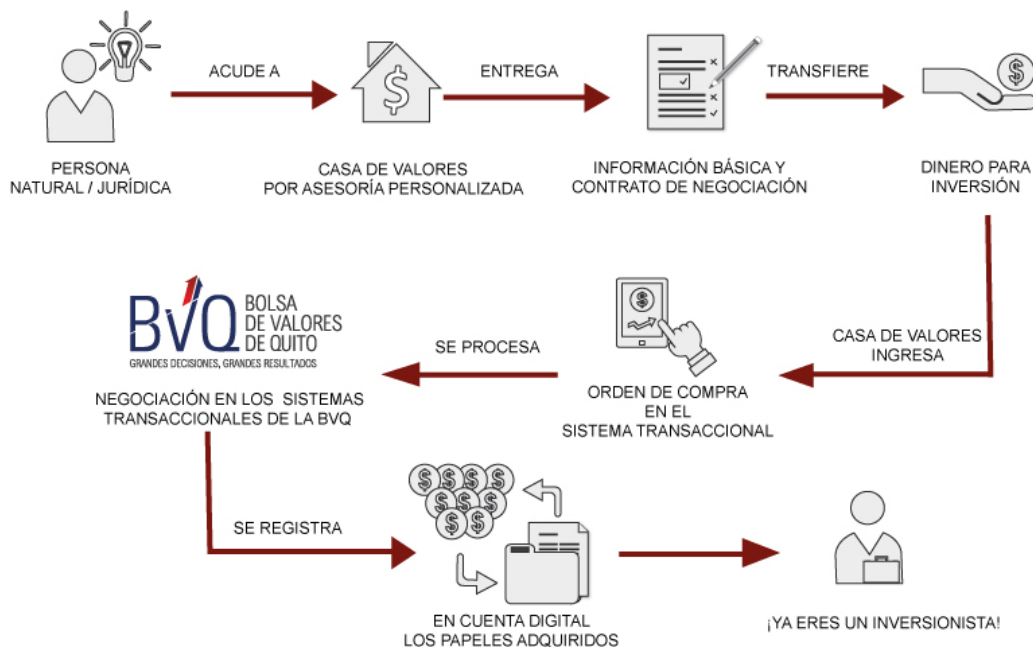 ACUDE A
ENTREGA
TRANSFIERE
PERSONA
NATURAL / JURÍDICA
CASA DE VALORES
POR ASESORÍA PERSONALIZADA
INFORMACIÓN BÁSICA Y
CONTRATO DE NEGOCIACIÓN
DINERO PARA
INVERSIÓN
CASA DE VALORES
INGRESA
ORDEN DE COMPRA
EN EL
SISTEMA TRANSACCIONAL
SE PROCESA
BVQ
BOLSA
DE VALORES
DE QUITO
GRANDES DECISIONES, GRANDES RESULTADOS
NEGOCIACIÓN EN LOS SISTEMAS
TRANSACCIONALES DE LA BVQ
SE REGISTRA
EN CUENTA DIGITAL
LOS PAPELES ADQUIRIDOS
¡YA ERES UN INVERSIONISTA!